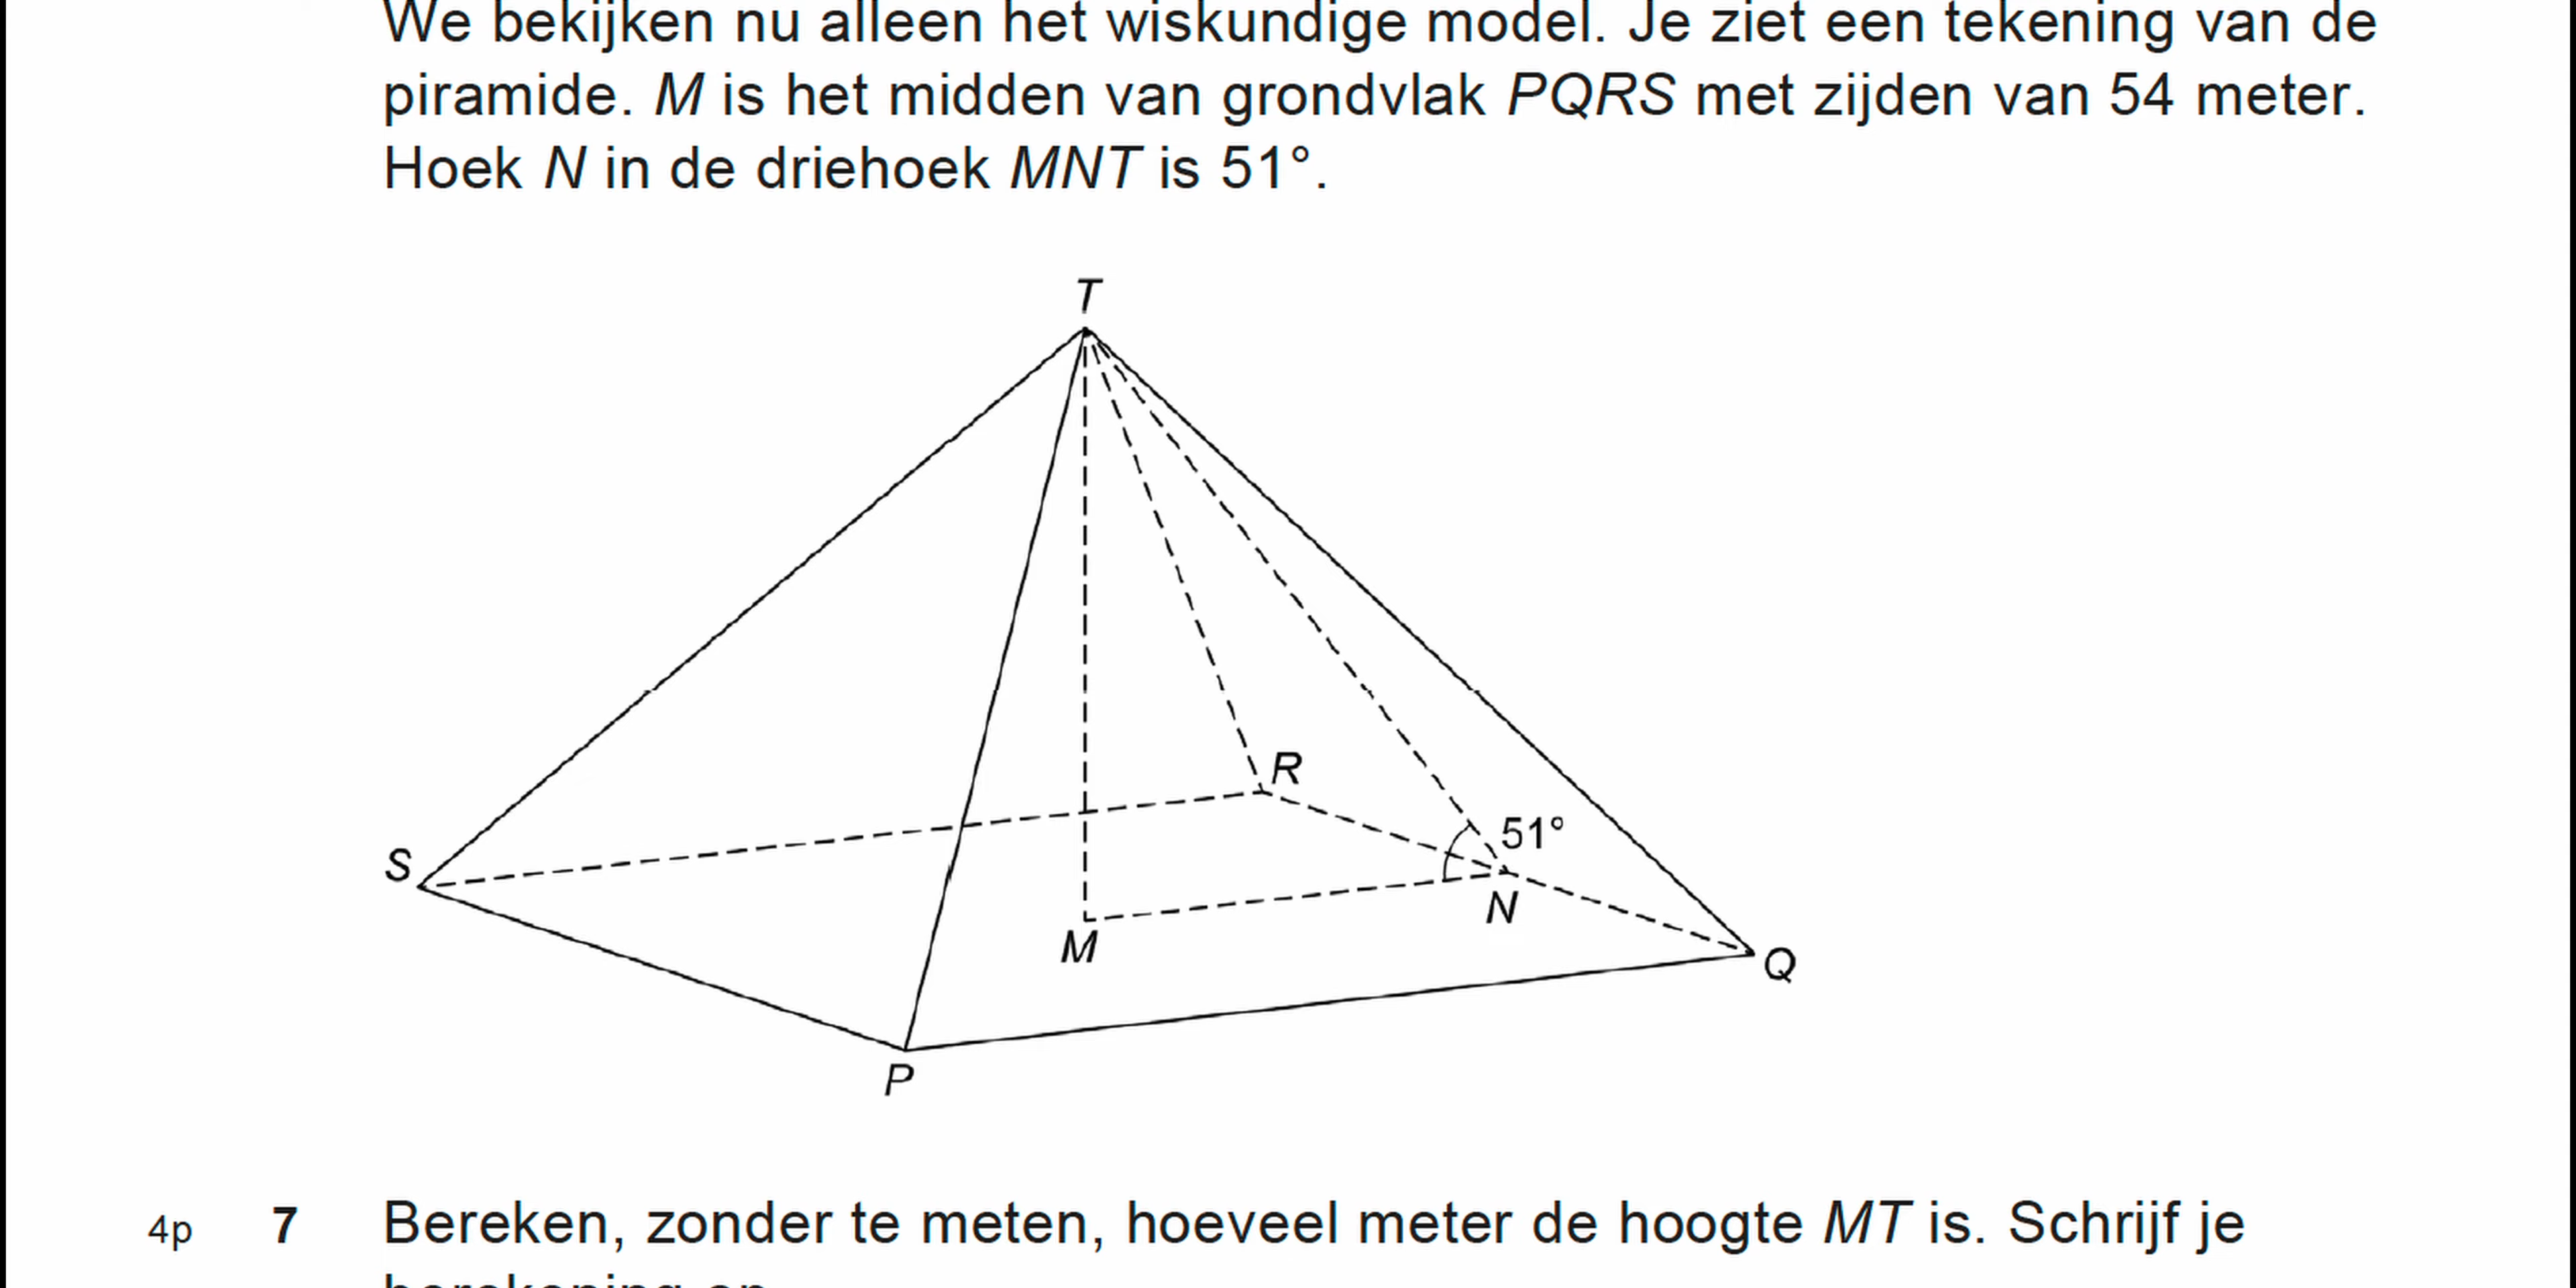 We bekijken nu alleen het wiskundige model. Je ziet een tekening van de
piramide. M is het midden van grondvlak PQRS met zijden van 54 meter.
Hoek N in de driehoek MNT is 51°.
T
R
S
51°
N
M
Q
P
4p 7 Bereken, zonder te meten, hoeveel meter de hoogte MT is. Schrijf je
berekening op